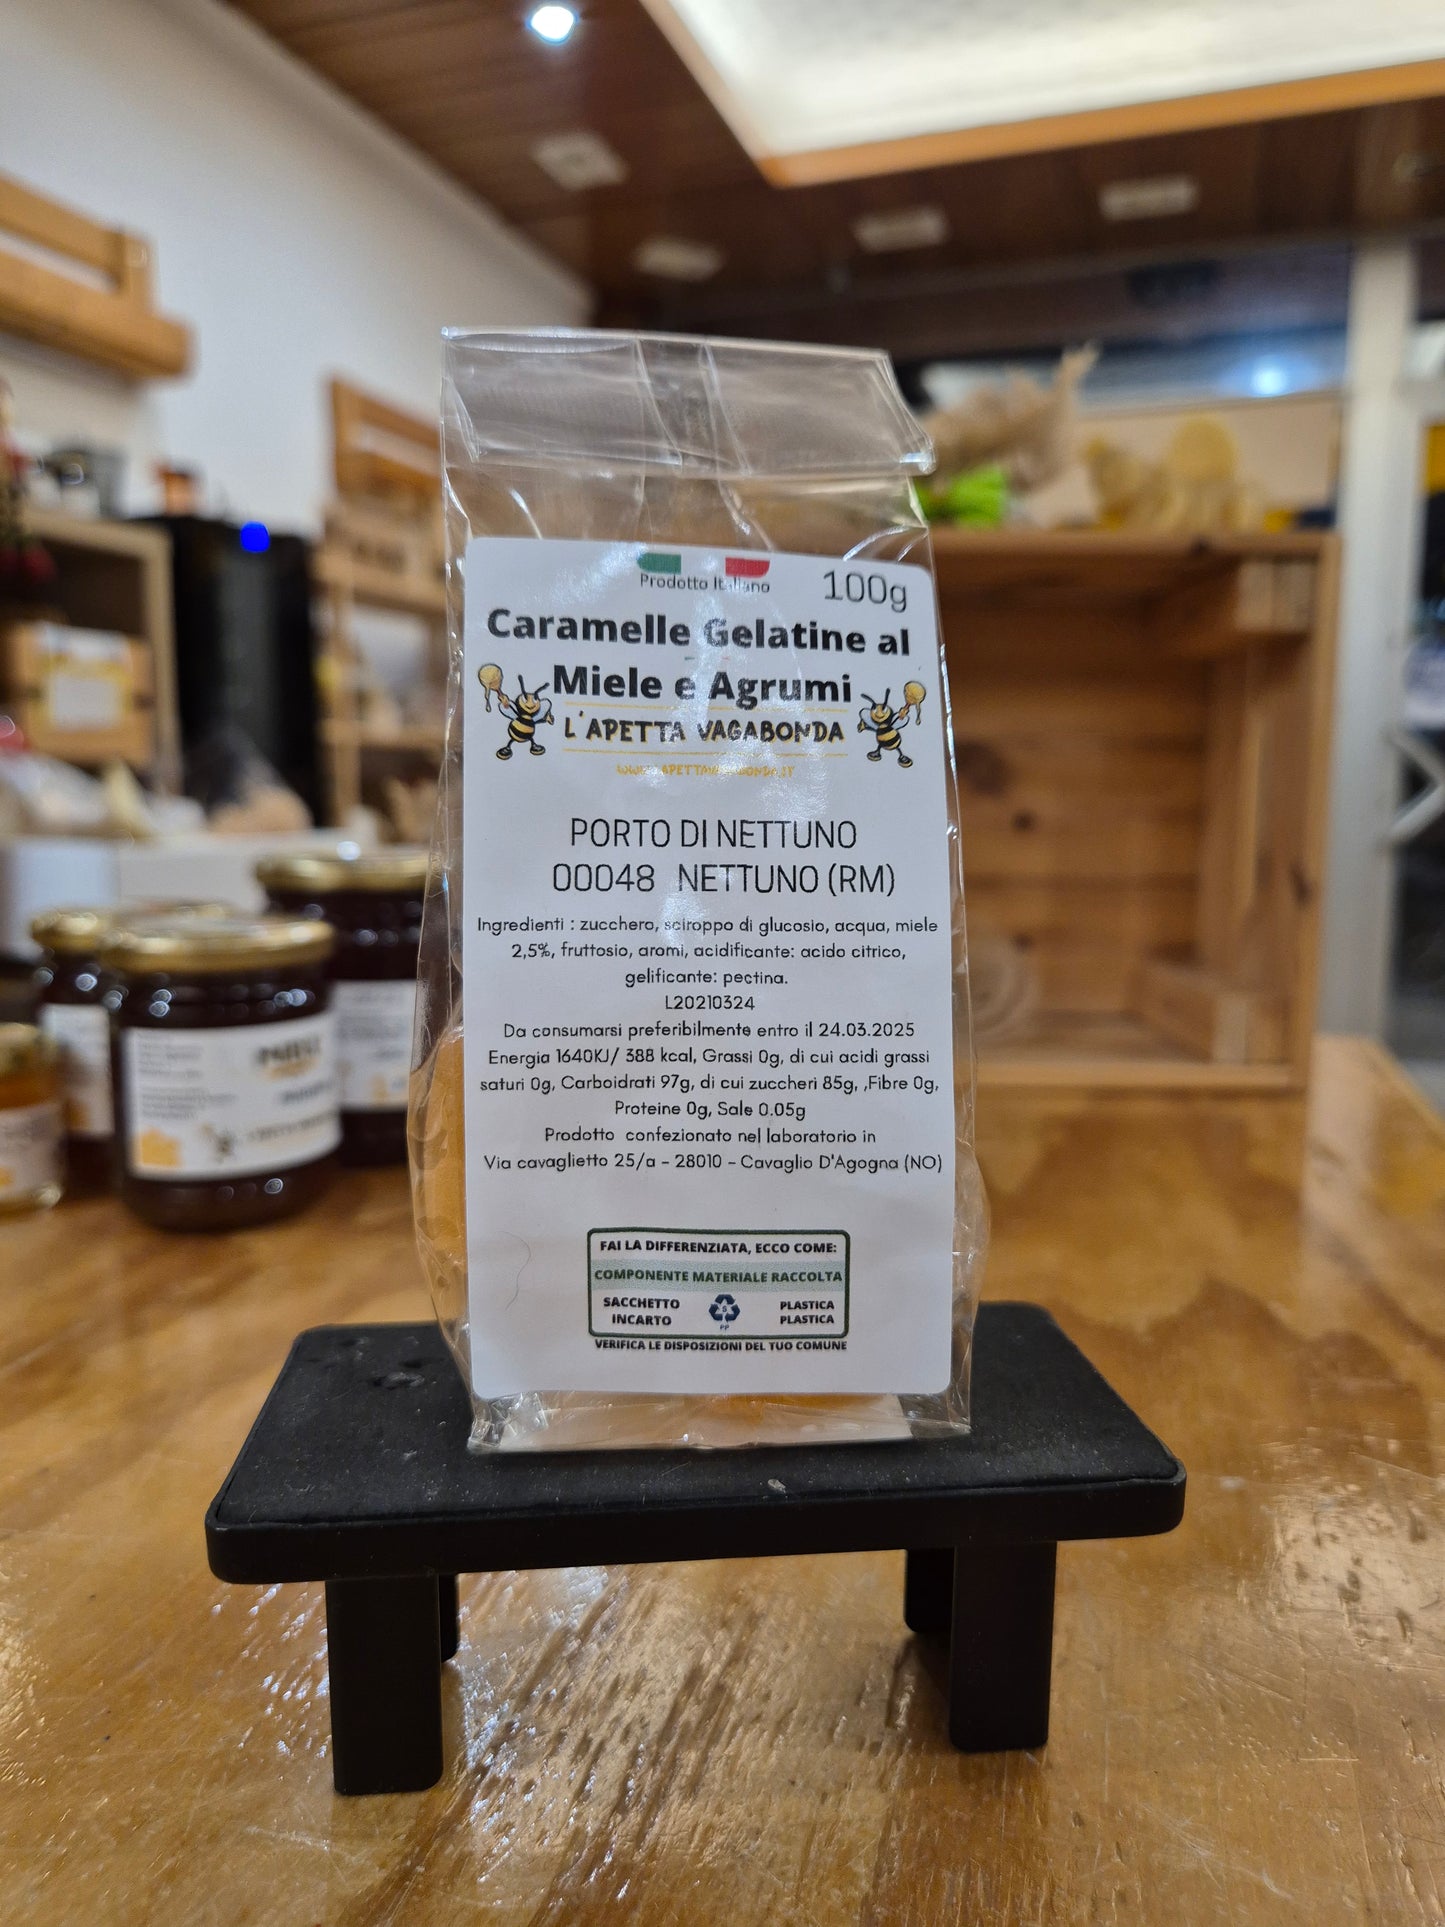 Prodotto Italiano
100g
Caramelle Gelatine al
Miele e Agrumi
L'APETTA VAGABONDA
PORTO DI NETTUNO
00048 NETTUNO (RM)
Ingredienti : zucchero, sciroppo di glucosio, acqua, miele
2,5%, fruttosio, aromi, acidificante: acido citrico,
gelificante: pectina.
L20210324
Da consumarsi preferibilmente entro il 24.03.2025
Energia 1640KJ/ 388 kcal, Grassi 0g, di cui acidi grassi
saturi 0g, Carboidrati 97g, di cui zuccheri 85g, ,Fibre 0g,
Proteine 0g, Sale 0.05g
Prodotto confezionato nel laboratorio in
Via cavaglietto 25/a - 28010 - Cavaglio D'Agogna (NO)
FAI LA DIFFERENZIATA, ECCO COME:
COMPONENTE MATERIALE RACCOLTA
SACCHETTO 5 PLASTICA
INCARTO PP PLASTICA
VERIFICA LE DISPOSIZIONI DEL TUO COMUNE